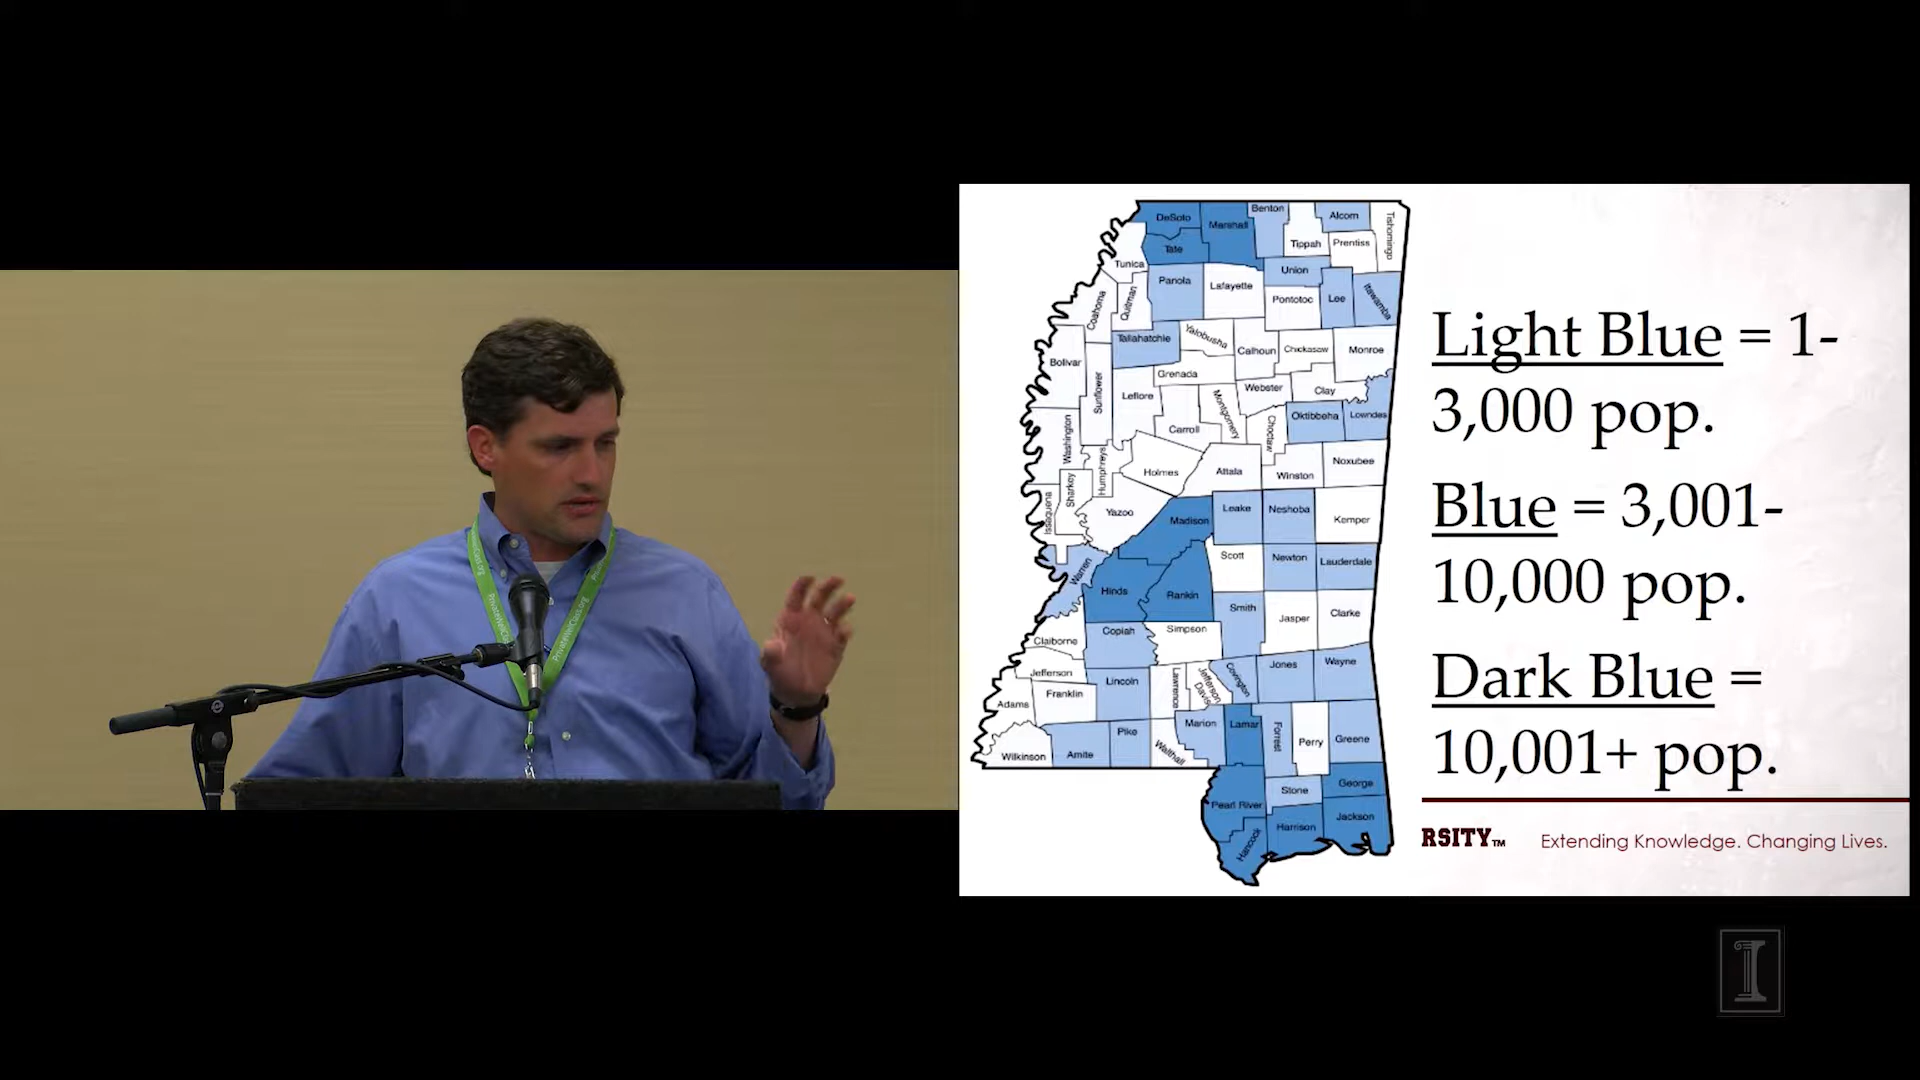 DeSoto
Marshall
Benton
Alcorn
Tishomingo
Tate
Tippah
Prentiss
Tunica
Panola
Lafayette
Union
Pontotoc
Lee
Itawamba
Coahoma
Quitman
Tallahatchie
Yalobusha
Calhoun
Chickasaw
Monroe
Bolivar
Sunflower
Grenada
Leflore
Webster
Clay
Montgomery
Oktibbeha
Lowndes
Washington
Carroll
Choctaw
Humphreys
Holmes
Attala
Winston
Noxubee
Sharkey
Issaquena
Yazoo
Madison
Leake
Neshoba
Kemper
Warren
Hinds
Rankin
Scott
Newton
Lauderdale
Smith
Jasper
Clarke
Claiborne
Copiah
Simpson
Jefferson
Lincoln
Lawrence
Jefferson
Davis
Covington
Jones
Wayne
Adams
Franklin
Wilkinson
Amite
Pike
Walthall
Marion
Lamar
Forrest
Perry
Greene
Pearl River
Stone
George
Hancock
Harrison
Jackson
Light Blue = 1-
3,000 pop.
Blue = 3,001-
10,000 pop.
Dark Blue =
10,001+ pop.
RSITY™
Extending Knowledge. Changing Lives.
PrivateWellClass.org
I